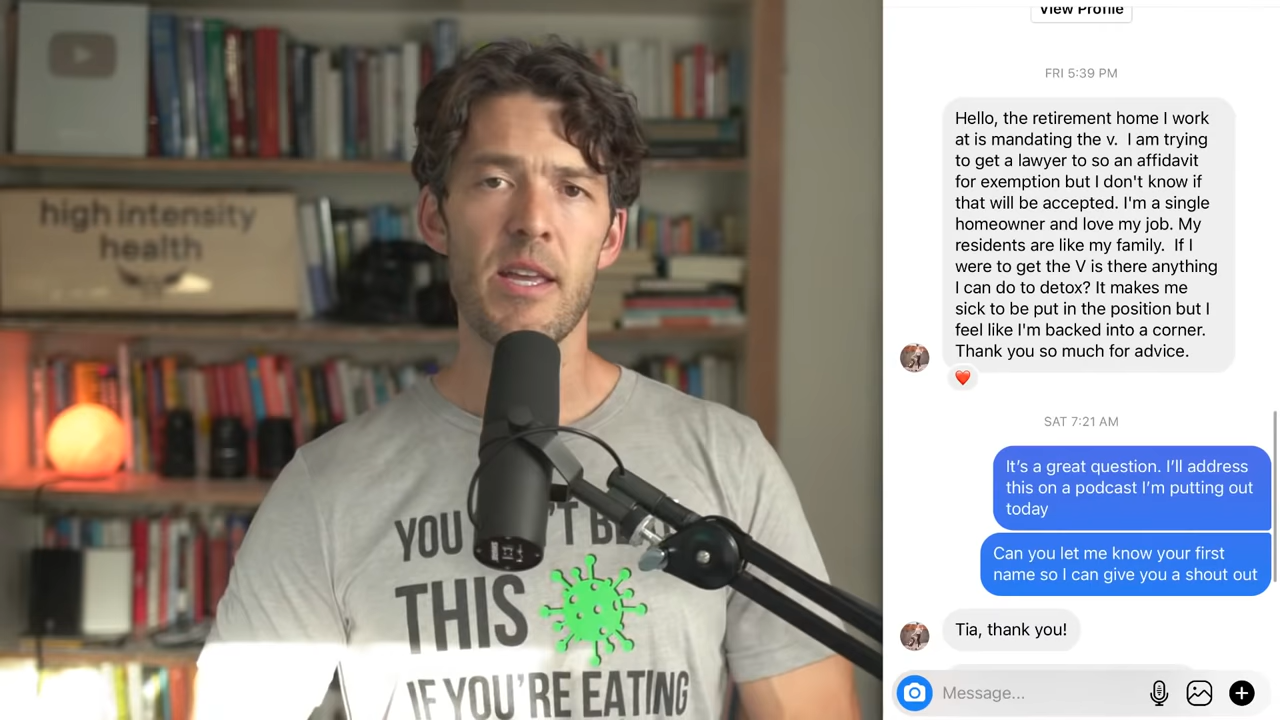 high intensity
health
THIS
IF YOU'RE EATING
View Profile
FRI 5:39 PM
Hello, the retirement home I work
at is mandating the v.  I am trying
to get a lawyer to so an affidavit
for exemption but I don't know if
that will be accepted. I'm a single
homeowner and love my job. My
residents are like my family.  If I
were to get the V is there anything
I can do to detox? It makes me
sick to be put in the position but I
feel like I'm backed into a corner.
Thank you so much for advice.
SAT 7:21 AM
It's a great question. I'll address
this on a podcast I'm putting out
today
Can you let me know your first
name so I can give you a shout out
Tia, thank you!
Message...